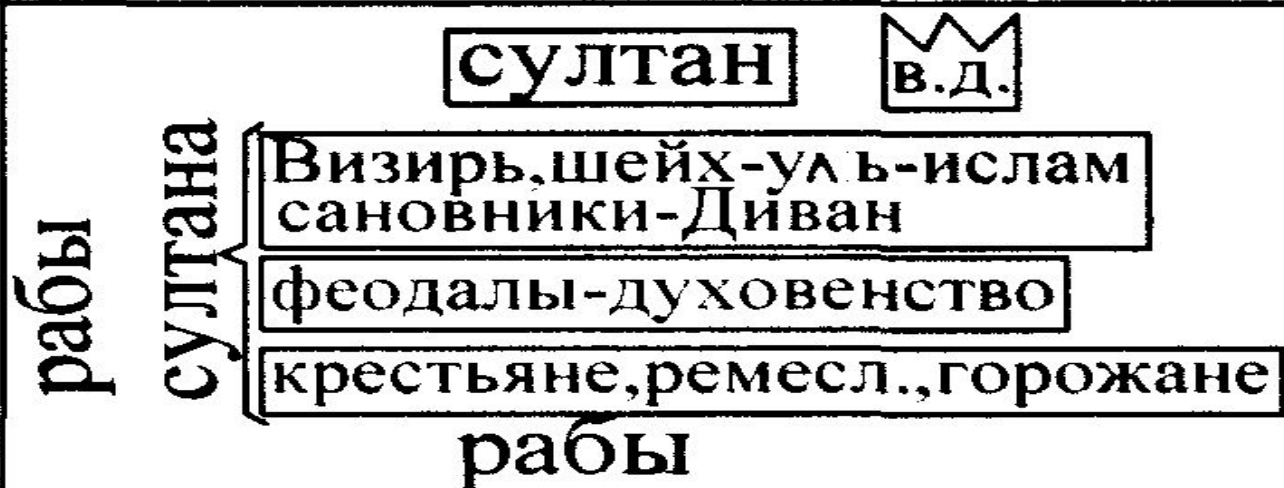 султан
в.д.
рабы
султана
Визирь,шейх-уль-ислам
сановники-Диван
феодалы-духовенство
крестьяне,ремесл.,горожане
рабы